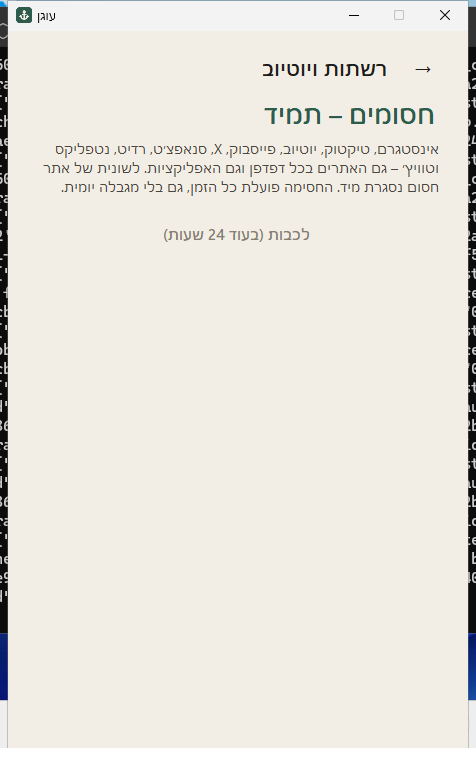 עוגן
רשתות ויוטיוב →
חסומים – תמיד
אינסטגרם, טיקטוק, יוטיוב, פייסבוק, X, סנאפצ׳ט, רדיט, נטפליקס
וטוויץ׳ – גם האתרים בכל דפדפן וגם האפליקציות. לשונית של אתר
חסום נסגרת מיד. החסימה פועלת כל הזמן, גם בלי מגבלה יומית.
לכבות (בעוד 24 שעות)